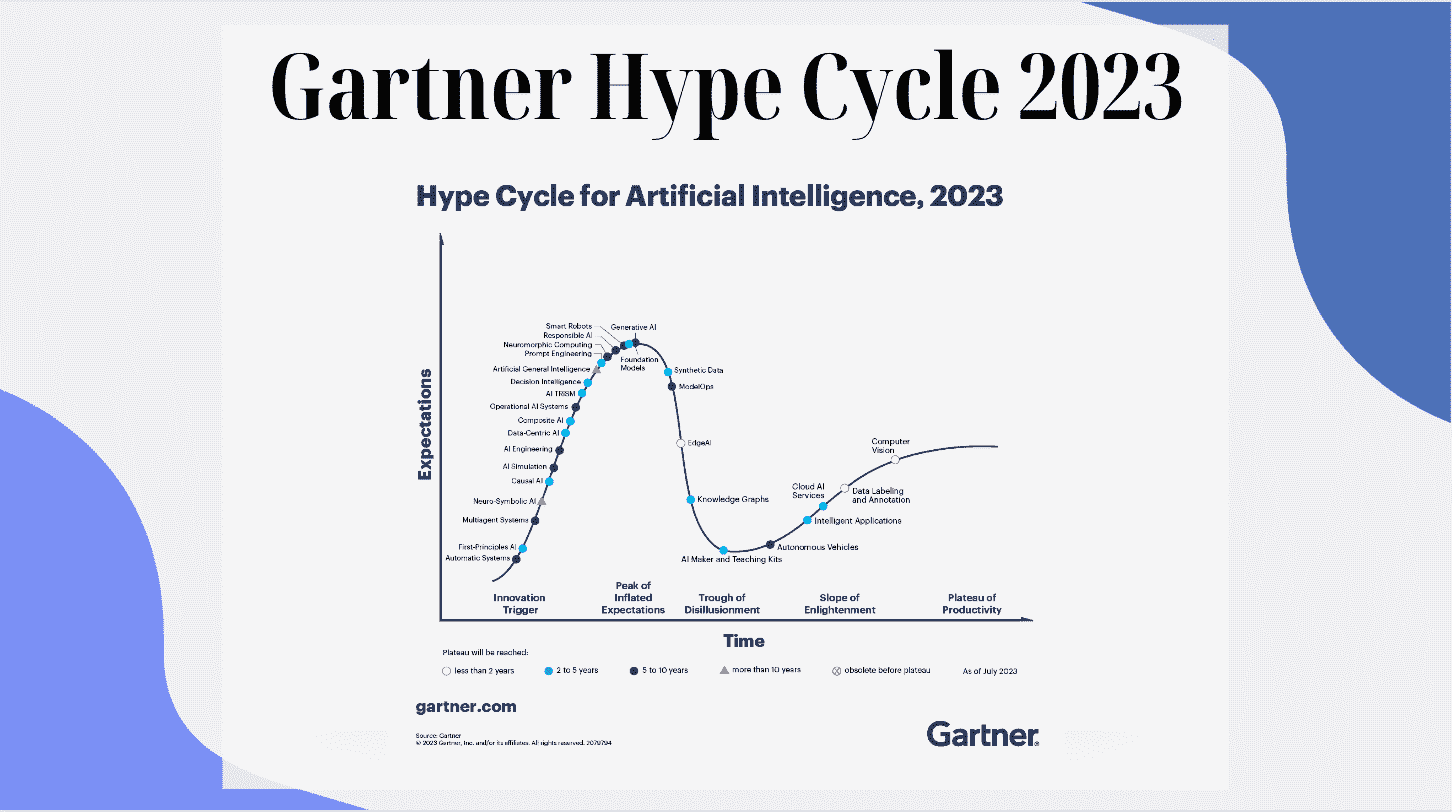 Gartner Hype Cycle 2023
Hype Cycle for Artificial Intelligence, 2023
Expectations
Smart Robots
Responsible AI
Neuromorphic Computing
Prompt Engineering
Artificial General Intelligence
Decision Intelligence
AI TRiSM
Operational AI Systems
Composite AI
Data-Centric AI
AI Engineering
AI Simulation
Causal AI
Neuro-Symbolic AI
Multiagent Systems
First-Principles AI
Automatic Systems
Generative AI
Foundation
Models
Synthetic Data
ModelOps
EdgeAI
Knowledge Graphs
AI Maker and Teaching Kits
Autonomous Vehicles
Intelligent Applications
Cloud AI
Services
Data Labeling
and Annotation
Computer
Vision
Innovation
Trigger
Peak of
Inflated
Expectations
Trough of
Disillusionment
Slope of
Enlightenment
Plateau of
Productivity
Time
Plateau will be reached:
less than 2 years
2 to 5 years
5 to 10 years
more than 10 years
obsolete before plateau
As of July 2023
gartner.com
Source: Gartner
© 2023 Gartner, Inc. and/or its affiliates. All rights reserved. 2079794
Gartner®